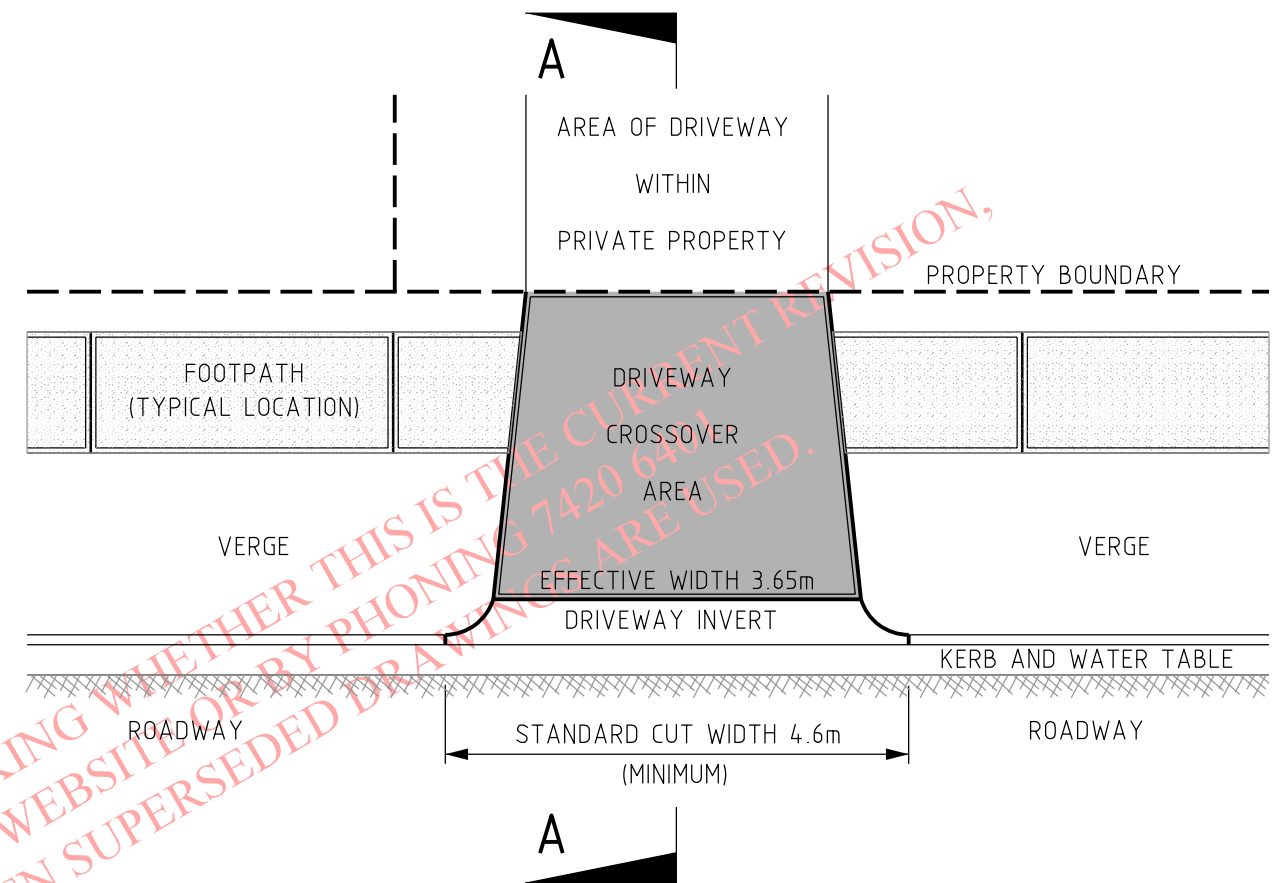 A
AREA OF DRIVEWAY
WITHIN
PRIVATE PROPERTY
PROPERTY BOUNDARY
FOOTPATH
(TYPICAL LOCATION)
DRIVEWAY
CROSSOVER
AREA
VERGE
VERGE
EFFECTIVE WIDTH 3.65m
DRIVEWAY INVERT
KERB AND WATER TABLE
ROADWAY
STANDARD CUT WIDTH 4.6m
(MINIMUM)
ROADWAY
A
KING WHETHER THIS IS THE CURRENT REVISION,
WEBSITE OR BY PHONING 7420 6401.
EN SUPERSEDED DRAWINGS ARE USED.